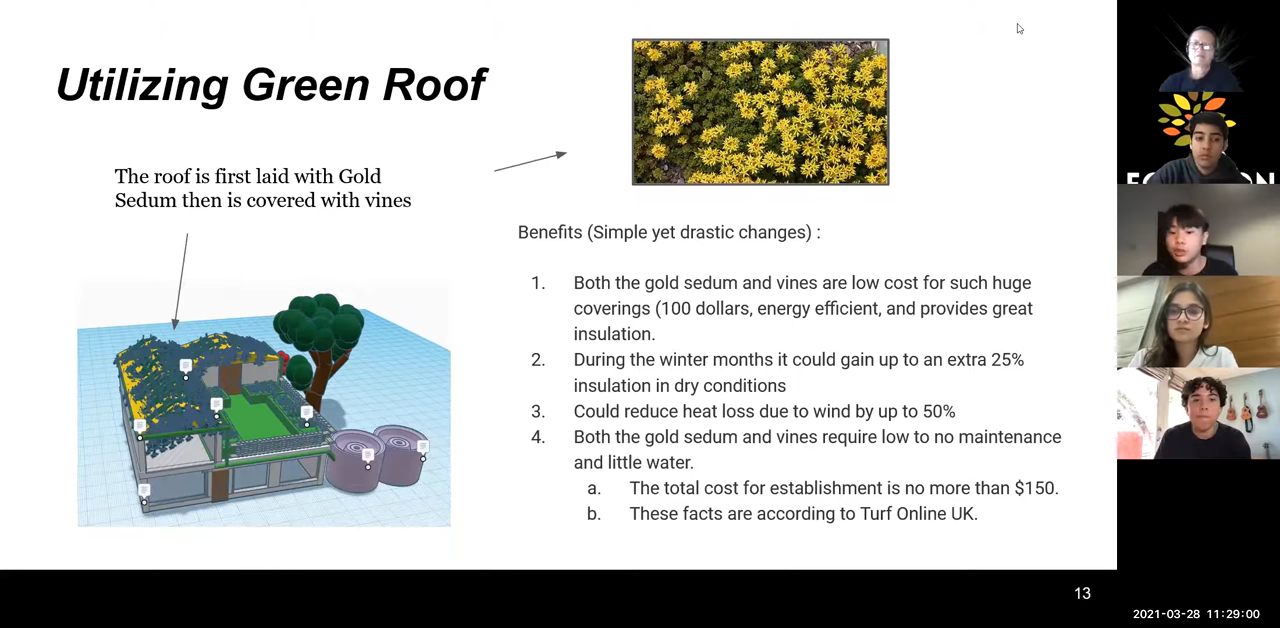 Utilizing Green Roof
The roof is first laid with Gold
Sedum then is covered with vines
Benefits (Simple yet drastic changes) :
1. Both the gold sedum and vines are low cost for such huge
coverings (100 dollars, energy efficient, and provides great
insulation.
2. During the winter months it could gain up to an extra 25%
insulation in dry conditions
3. Could reduce heat loss due to wind by up to 50%
4. Both the gold sedum and vines require low to no maintenance
and little water.
a. The total cost for establishment is no more than $150.
b. These facts are according to Turf Online UK.
13
2021-03-28 11:29:00